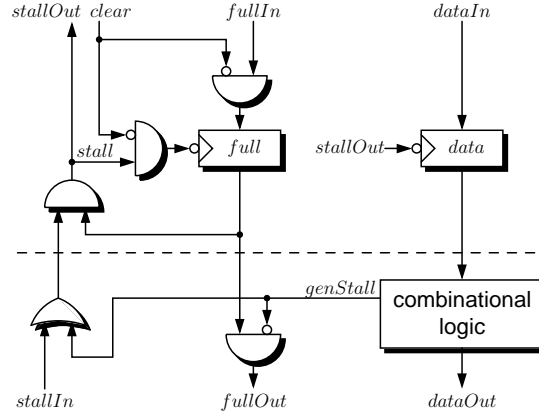 stallOut clear fullIn dataIn
stall full stallOut data
genStall combinational
logic
stallIn fullOut dataOut